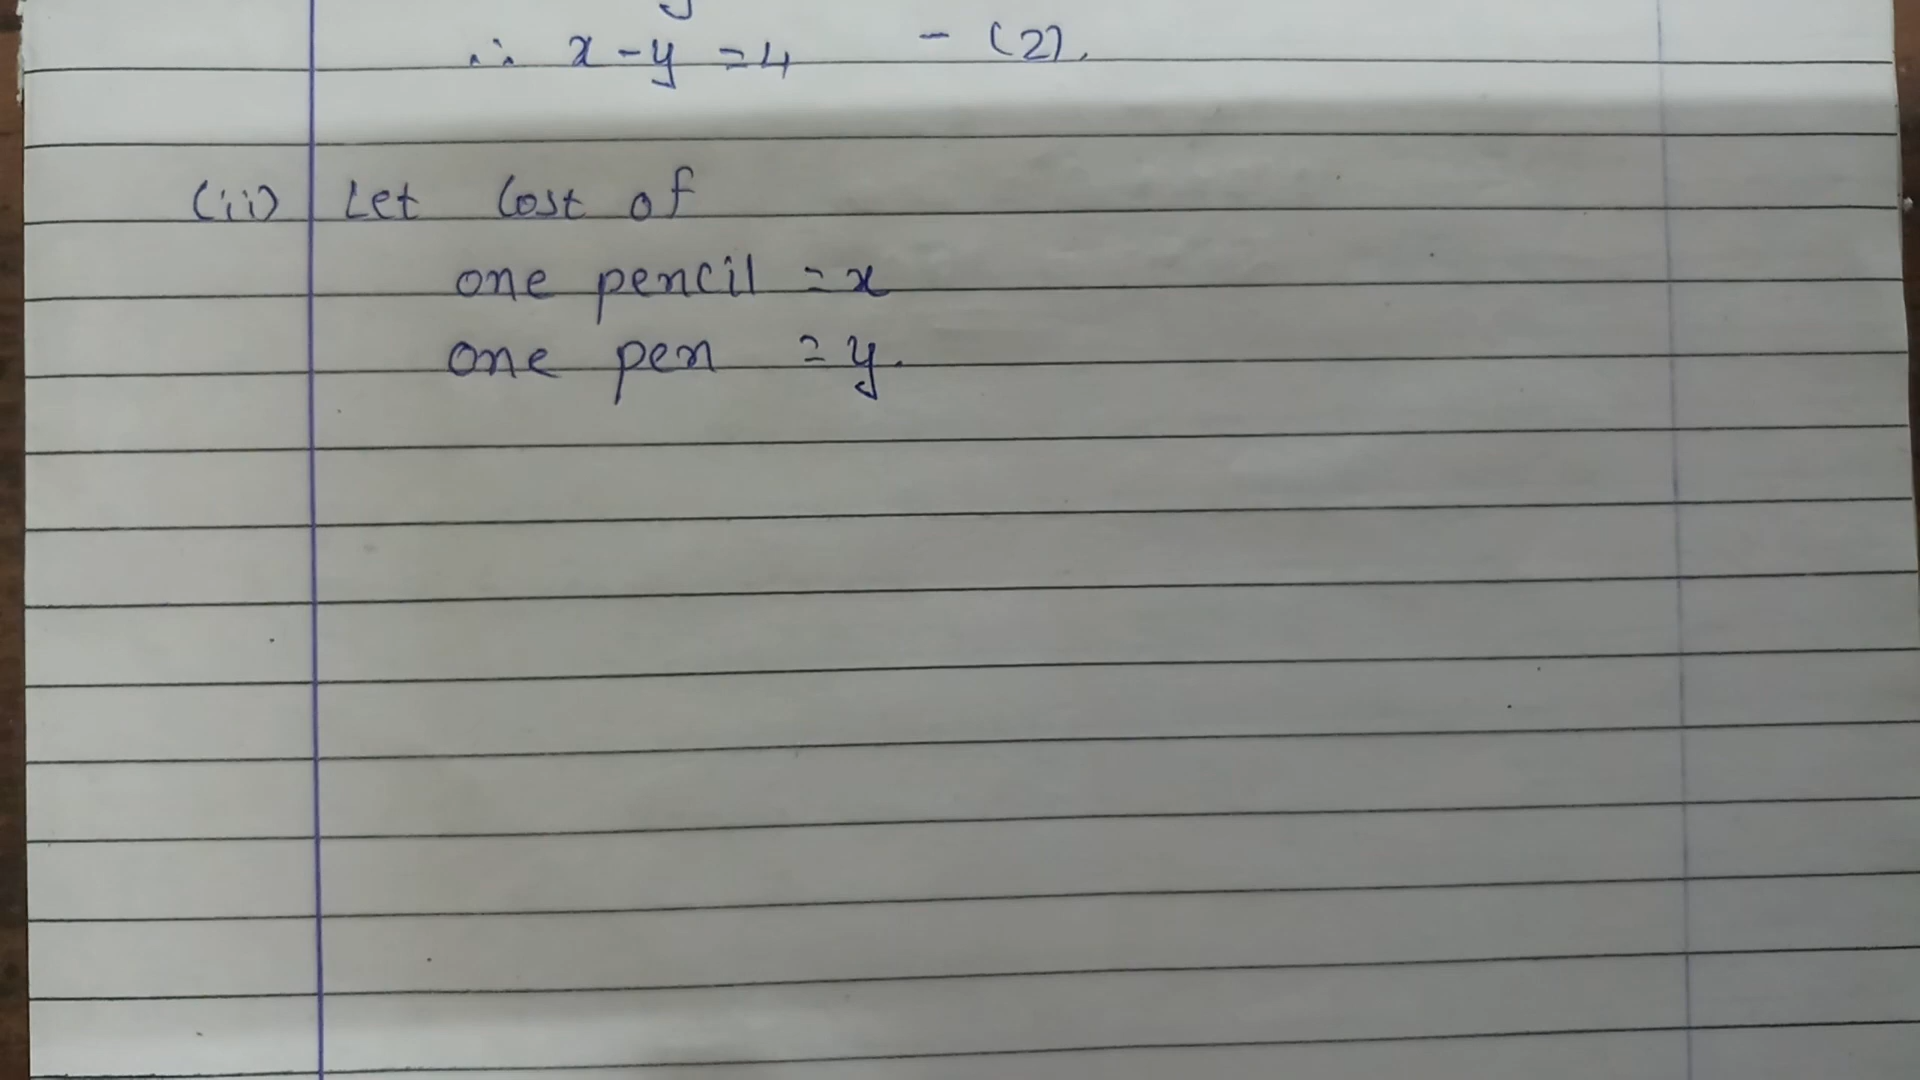 ∴ x - y = 4 - (2).
(ii) Let Cost of
one pencil = x
one pen = y.